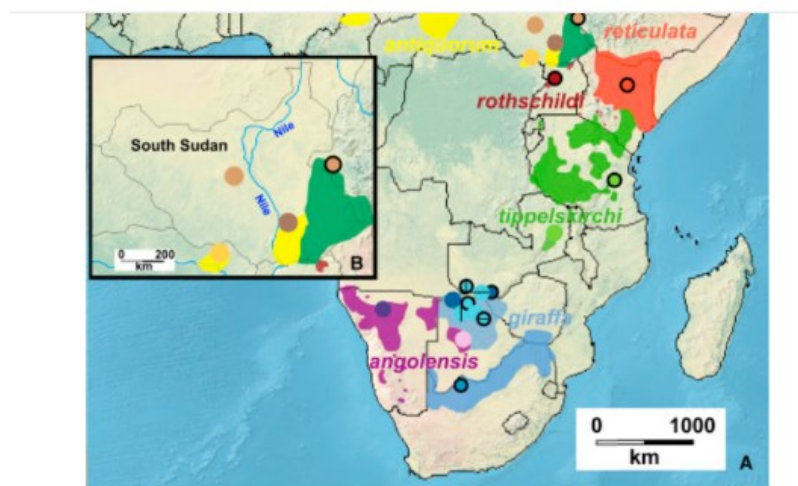 antiquorum
reticulata
rothschildi
South Sudan
Nile
Nile
tippelskirchi
0 200
km
B
giraffa
angolensis
0 1000
km
A